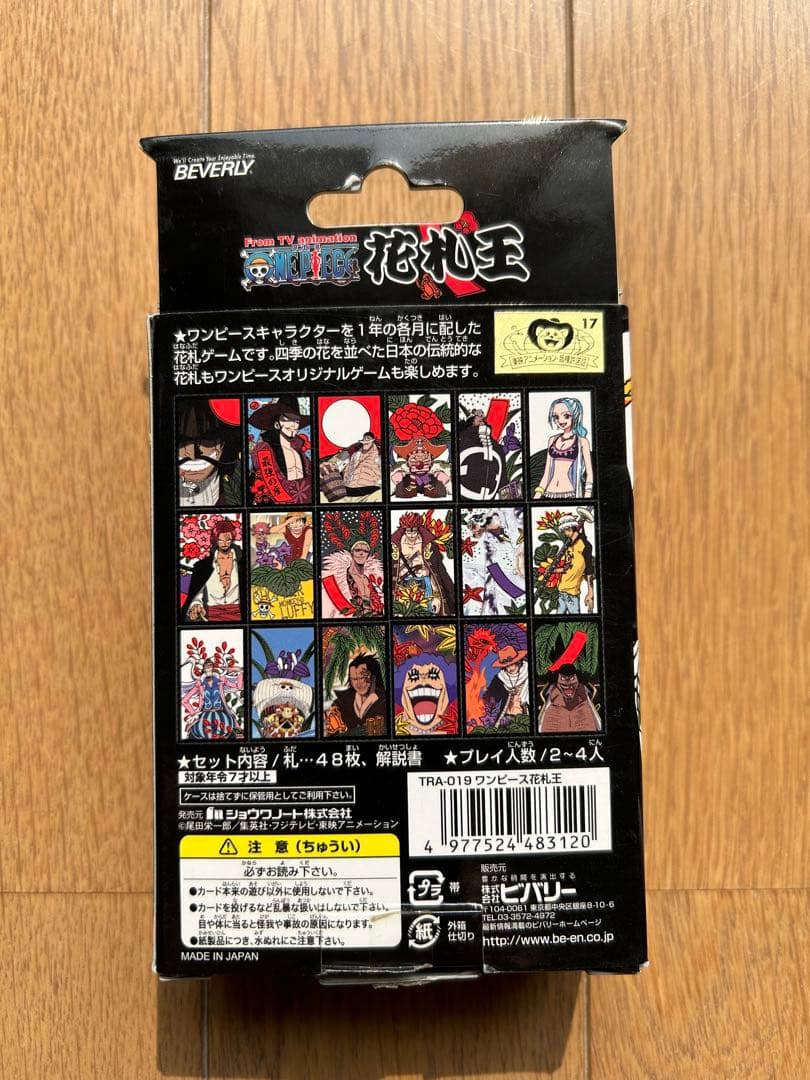 We'll Create Your Enjoyable Time.
BEVERLY
From TV animation
ONE PIECE 花札王
★ワンピースキャラクターを1年の各月に配した
花札ゲームです。四季の花を並べた日本の伝統的な
花札もワンピースオリジナルゲームも楽しめます。
17
東映アニメーション
最強の座
LUFFY
★セット内容/札…48枚、解説書 ★プレイ人数/2~4人
対象年令7才以上
ケースは捨てずに保管用としてご利用下さい。
発売元 ショウワノート株式会社
©尾田栄一郎/集英社・フジテレビ・東映アニメーション
TRA-019 ワンピース花札王
4 977524 483120
注意(ちゅうい)
必ずお読み下さい。
●カード本来の遊び以外に使用しないで下さい。
●カードを投げるなど乱暴な扱いはしないで下さい。
目や体に当ると怪我や事故の原因になります。
●紙製品につき、水ぬれにご注意下さい。
MADE IN JAPAN
プラ 帯
紙 外箱 仕切り
販売元
豊かな時間を演出する
株式会社ビバリー
〒104-0061 東京都中央区銀座8-10-6
TEL.03-3572-4972
最新情報満載のビバリーホームページ
http://www.be-en.co.jp